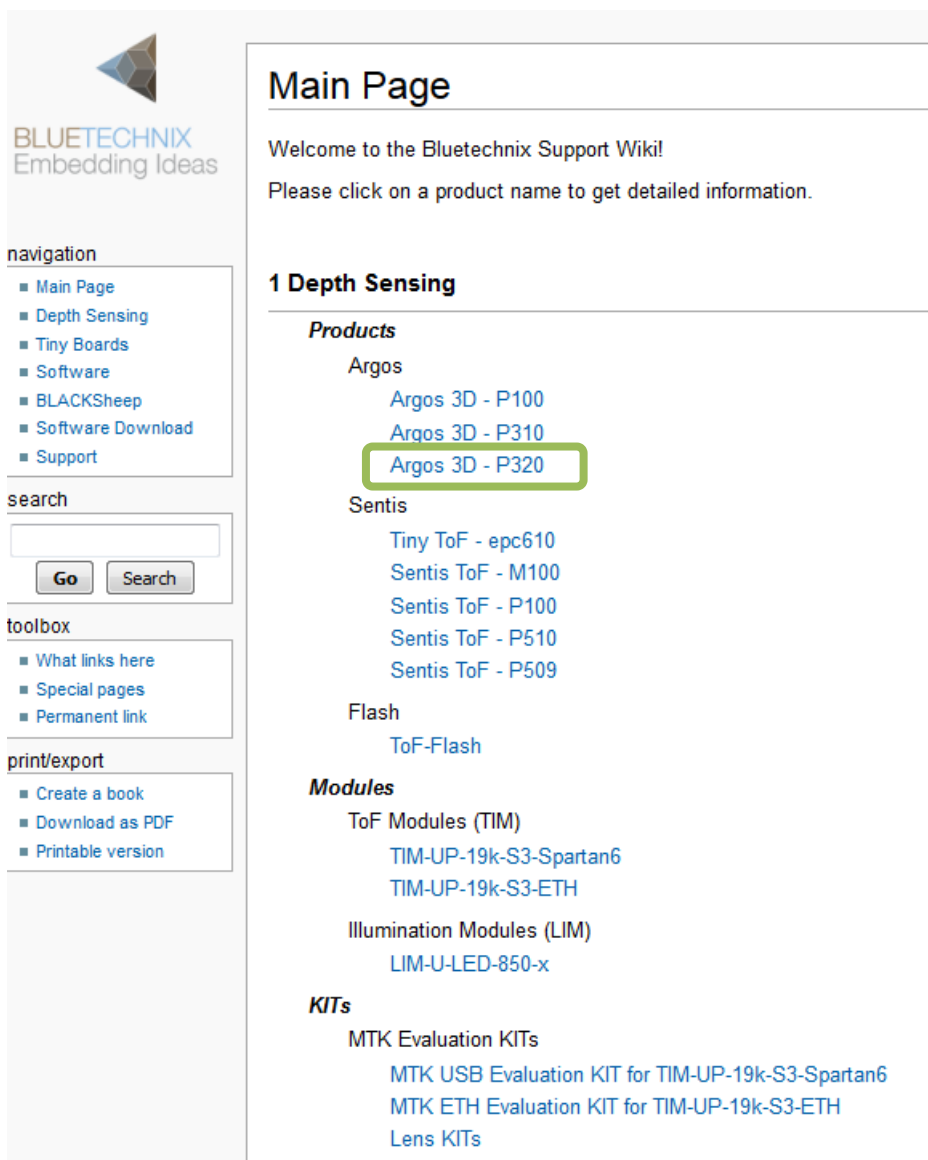 BLUETECHNIX
Embedding Ideas
navigation
Main Page
Depth Sensing
Tiny Boards
Software
BLACKSheep
Software Download
Support
search
Go Search
toolbox
What links here
Special pages
Permanent link
print/export
Create a book
Download as PDF
Printable version
Main Page
Welcome to the Bluetechnix Support Wiki!
Please click on a product name to get detailed information.
1 Depth Sensing
Products
Argos
Argos 3D - P100
Argos 3D - P310
Argos 3D - P320
Sentis
Tiny ToF - epc610
Sentis ToF - M100
Sentis ToF - P100
Sentis ToF - P510
Sentis ToF - P509
Flash
ToF-Flash
Modules
ToF Modules (TIM)
TIM-UP-19k-S3-Spartan6
TIM-UP-19k-S3-ETH
Illumination Modules (LIM)
LIM-U-LED-850-x
KITs
MTK Evaluation KITs
MTK USB Evaluation KIT for TIM-UP-19k-S3-Spartan6
MTK ETH Evaluation KIT for TIM-UP-19k-S3-ETH
Lens KITs